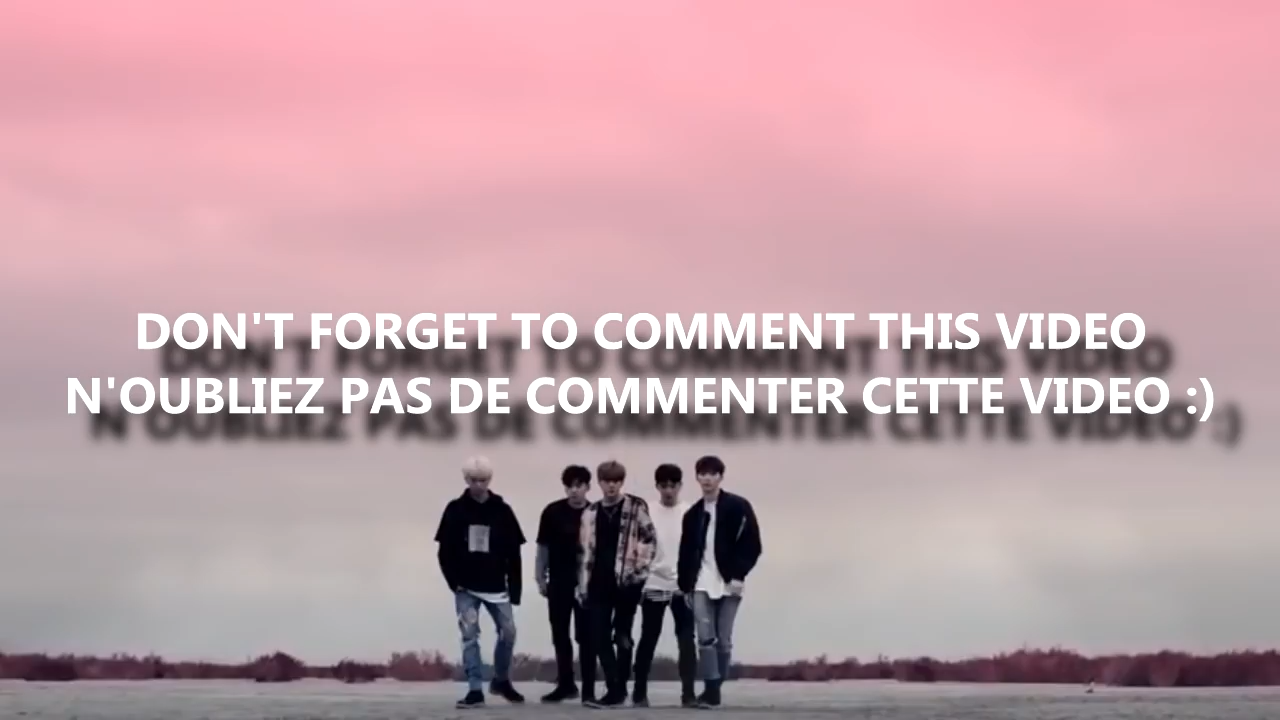 DON'T FORGET TO COMMENT THIS VIDEO
N'OUBLIEZ PAS DE COMMENTER CETTE VIDEO :)